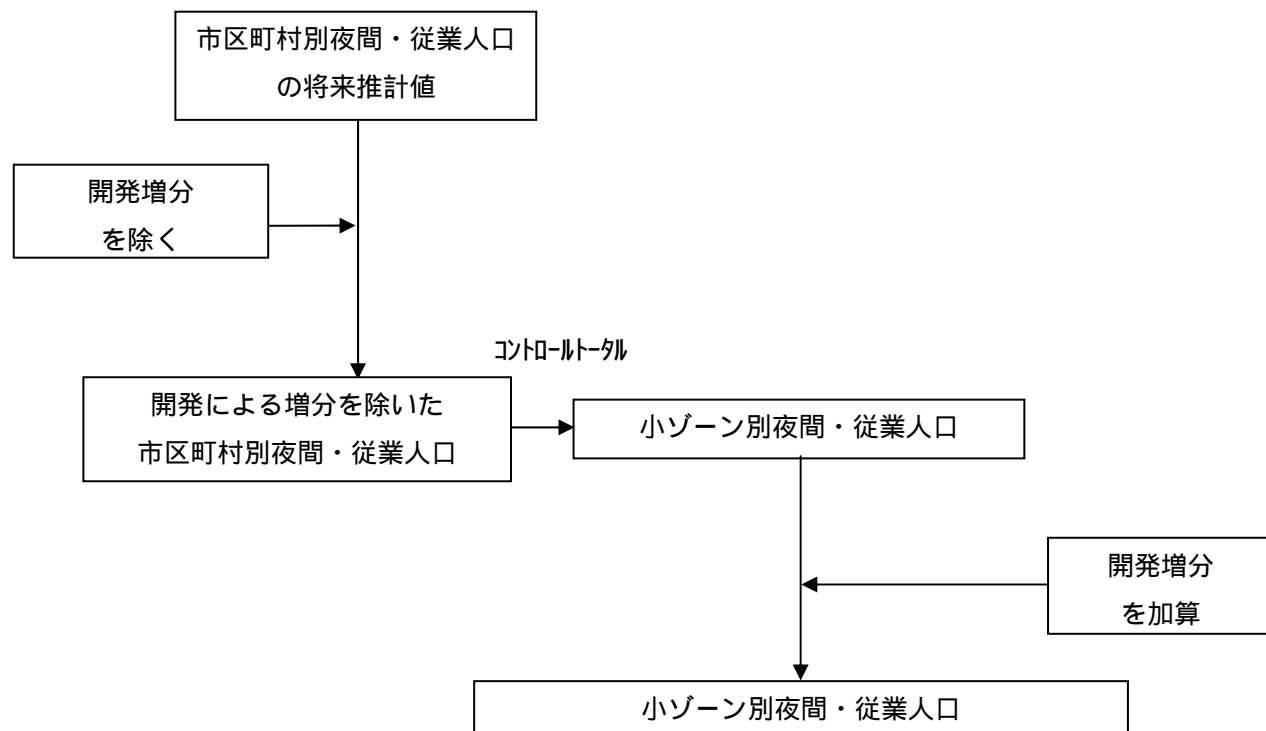 市区町村別夜間・従業人口
の将来推計値
開発増分
を除く
ｺﾝﾄﾛｰﾙﾄｰﾀﾙ
開発による増分を除いた
市区町村別夜間・従業人口
小ゾーン別夜間・従業人口
開発増分
を加算
小ゾーン別夜間・従業人口